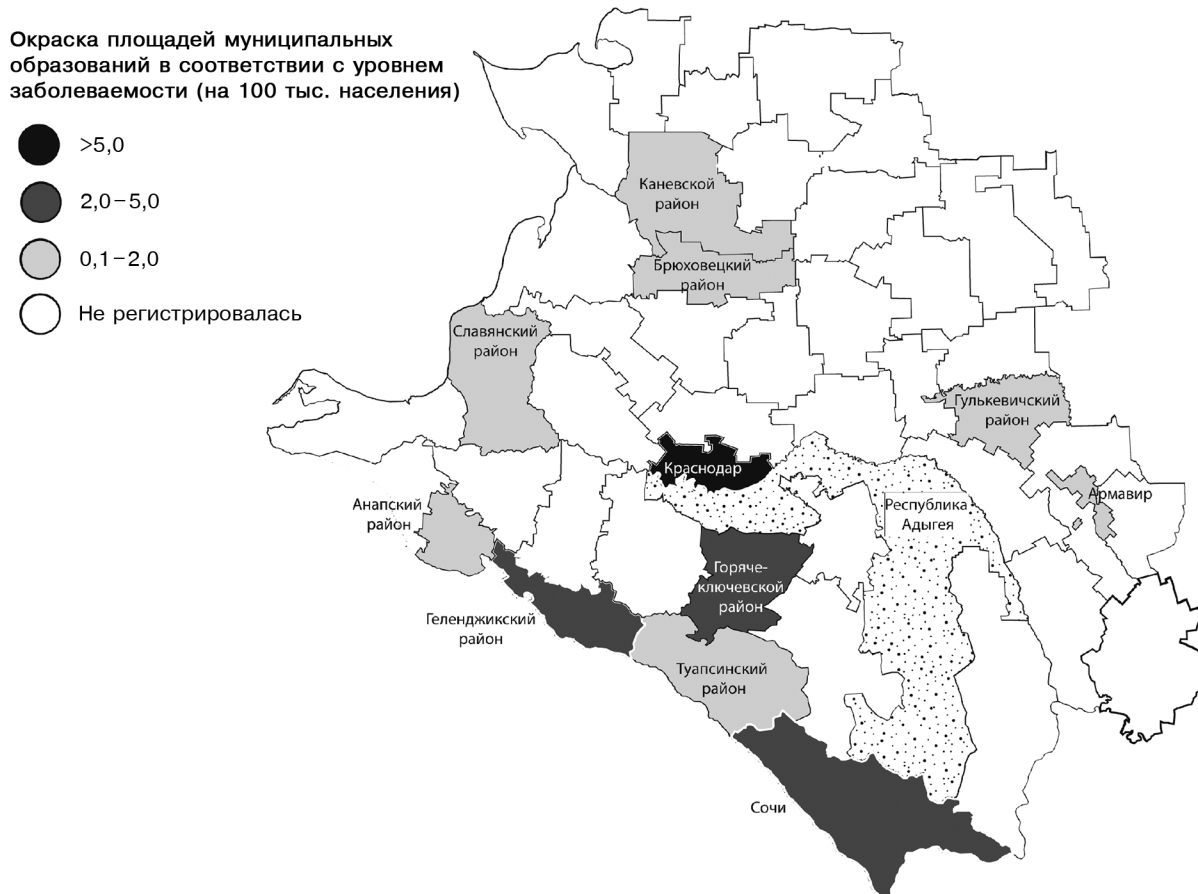 Окраска площадей муниципальных
образований в соответствии с уровнем
заболеваемости (на 100 тыс. населения)
>5,0
2,0–5,0
0,1–2,0
Не регистрировалась
Каневской
район
Брюховецкий
район
Славянский
район
Гулькевичский
район
Краснодар
Армавир
Анапский
район
Республика
Адыгея
Горяче-
ключевской
район
Геленджикский
район
Туапсинский
район
Сочи